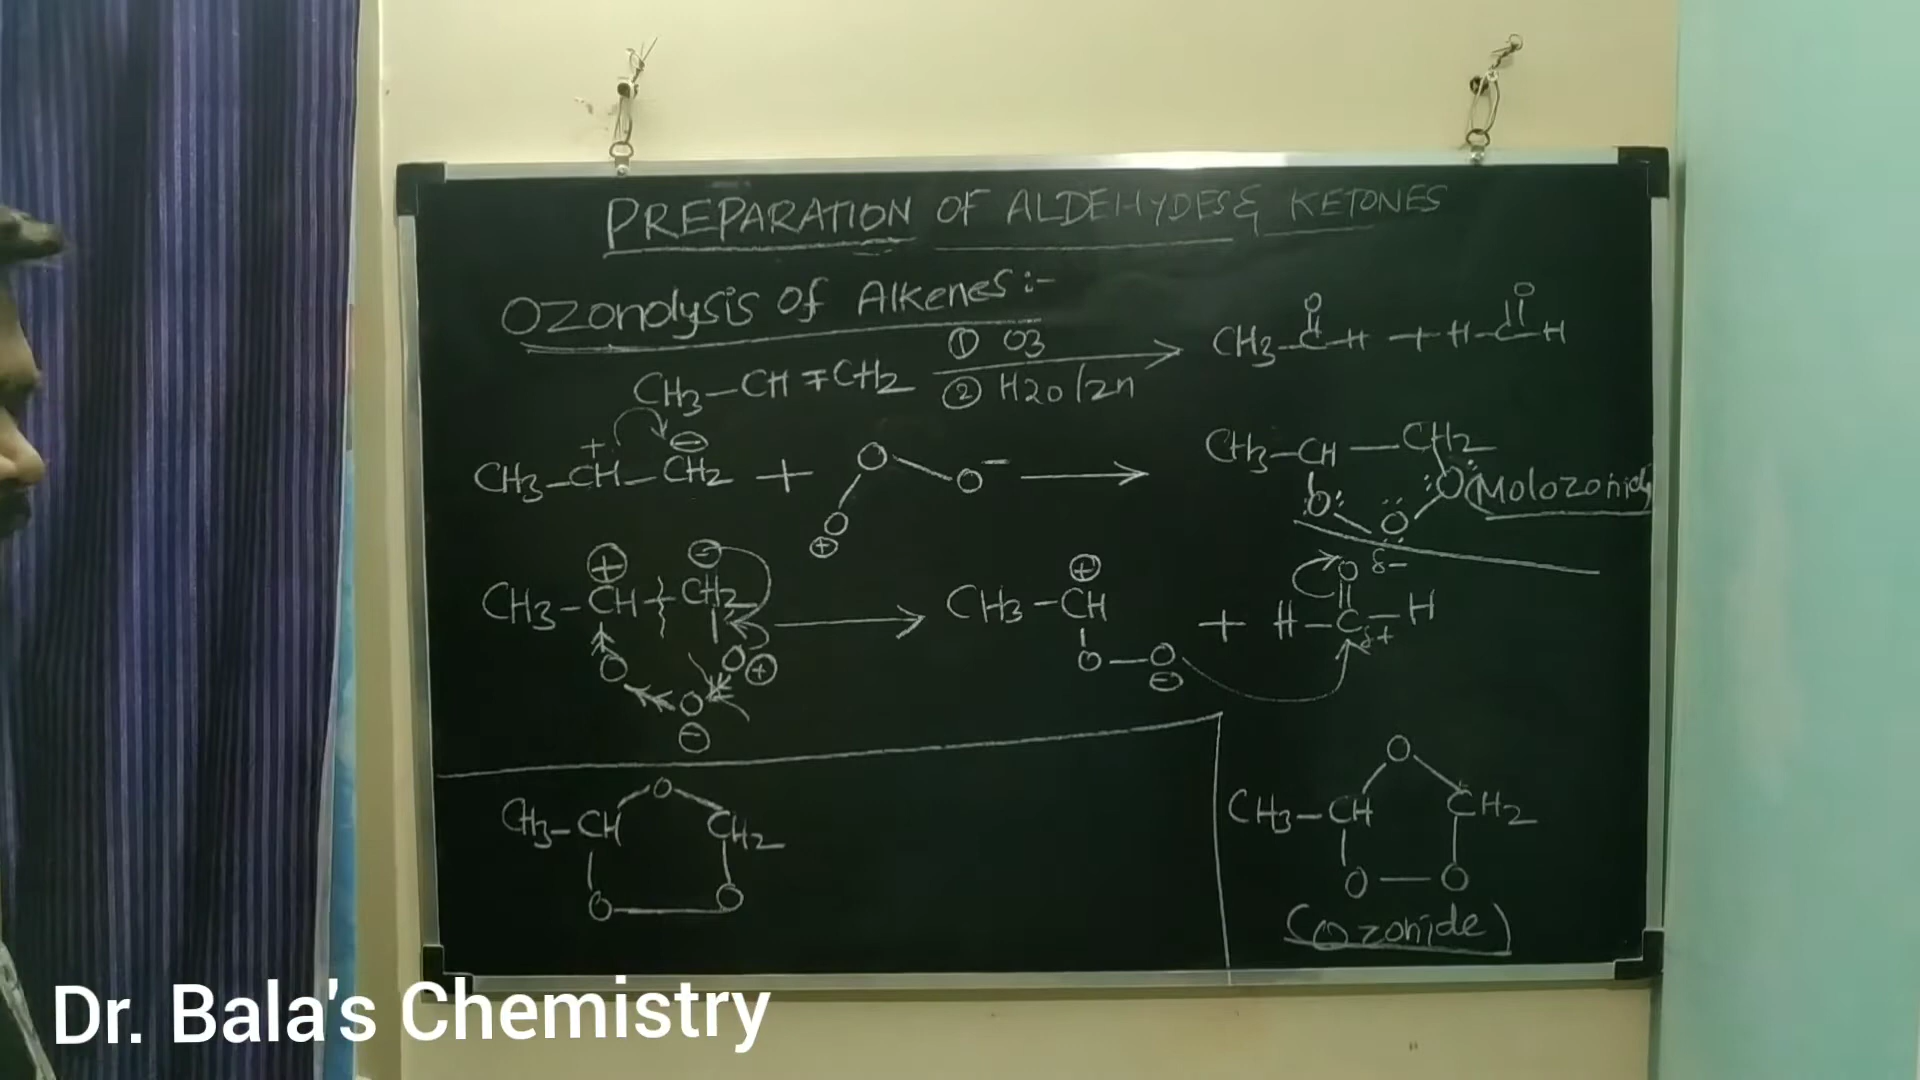 PREPARATION OF ALDEHYDES & KETONES
Ozonolysis of Alkenes:-
CH3-CH=CH2 ① O3 ② H2O/Zn → CH3-C(=O)-H + H-C(=O)-H
CH3-CH(+)-CH2(⊖) + ⊕O-O-O⁻ → CH3-CH-CH2 O O O (Molozonide
CH3-CH(⊕)-CH2(⊖) O O⊖ O⊕ → CH3-CH(⊕)-O-O⊖ + H-C(δ+)(=O δ-)-H
CH3-CH O CH2 O-O
CH3-CH O CH2 O-O
(Ozonide)
Dr. Bala's Chemistry